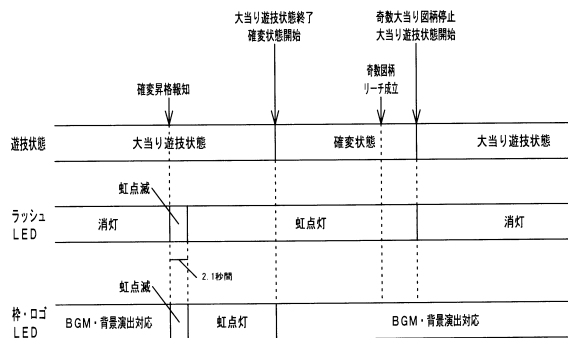 大当り遊技状態終了
確変状態開始
奇数大当り図柄停止
大当り遊技状態開始
確変昇格報知
奇数図柄
リーチ成立
遊技状態
大当り遊技状態
確変状態
大当り遊技状態
虹点滅
ラッシュ
LED
消灯
虹点灯
消灯
2.1秒間
虹点滅
枠・ロゴ
LED
BGM・背景演出対応
虹点灯
BGM・背景演出対応